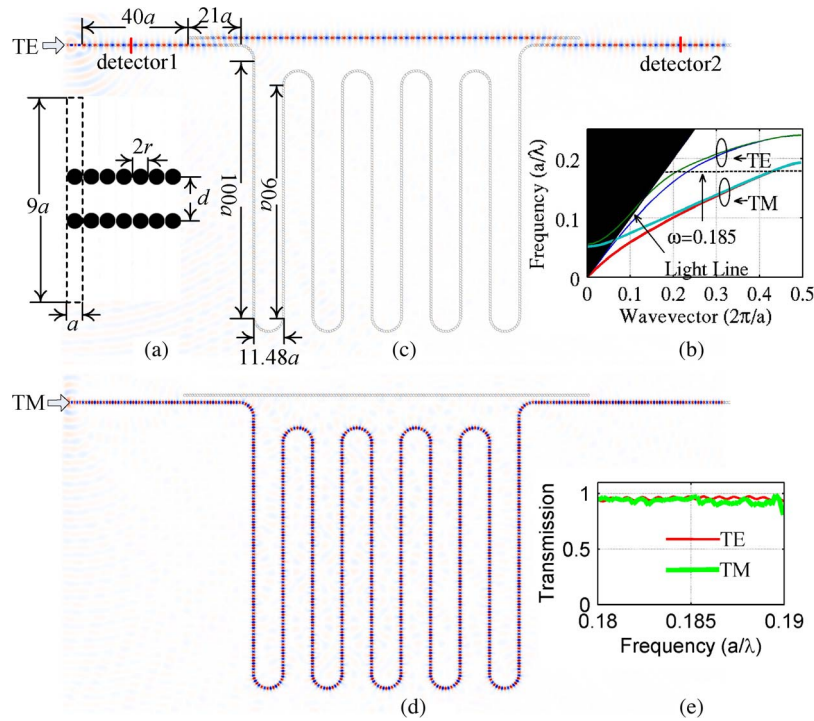 40a
21a
TE
detector1
detector2
2r
d
9a
a
(a)
100a
90a
11.48a
(c)
Frequency (a/λ)
0.2
0.1
0
TE
TM
ω=0.185
Light Line
0 0.1 0.2 0.3 0.4 0.5
Wavevector (2π/a)
(b)
TM
(d)
Transmission
1
0.5
0
TE
TM
0.18 0.185 0.19
Frequency (a/λ)
(e)